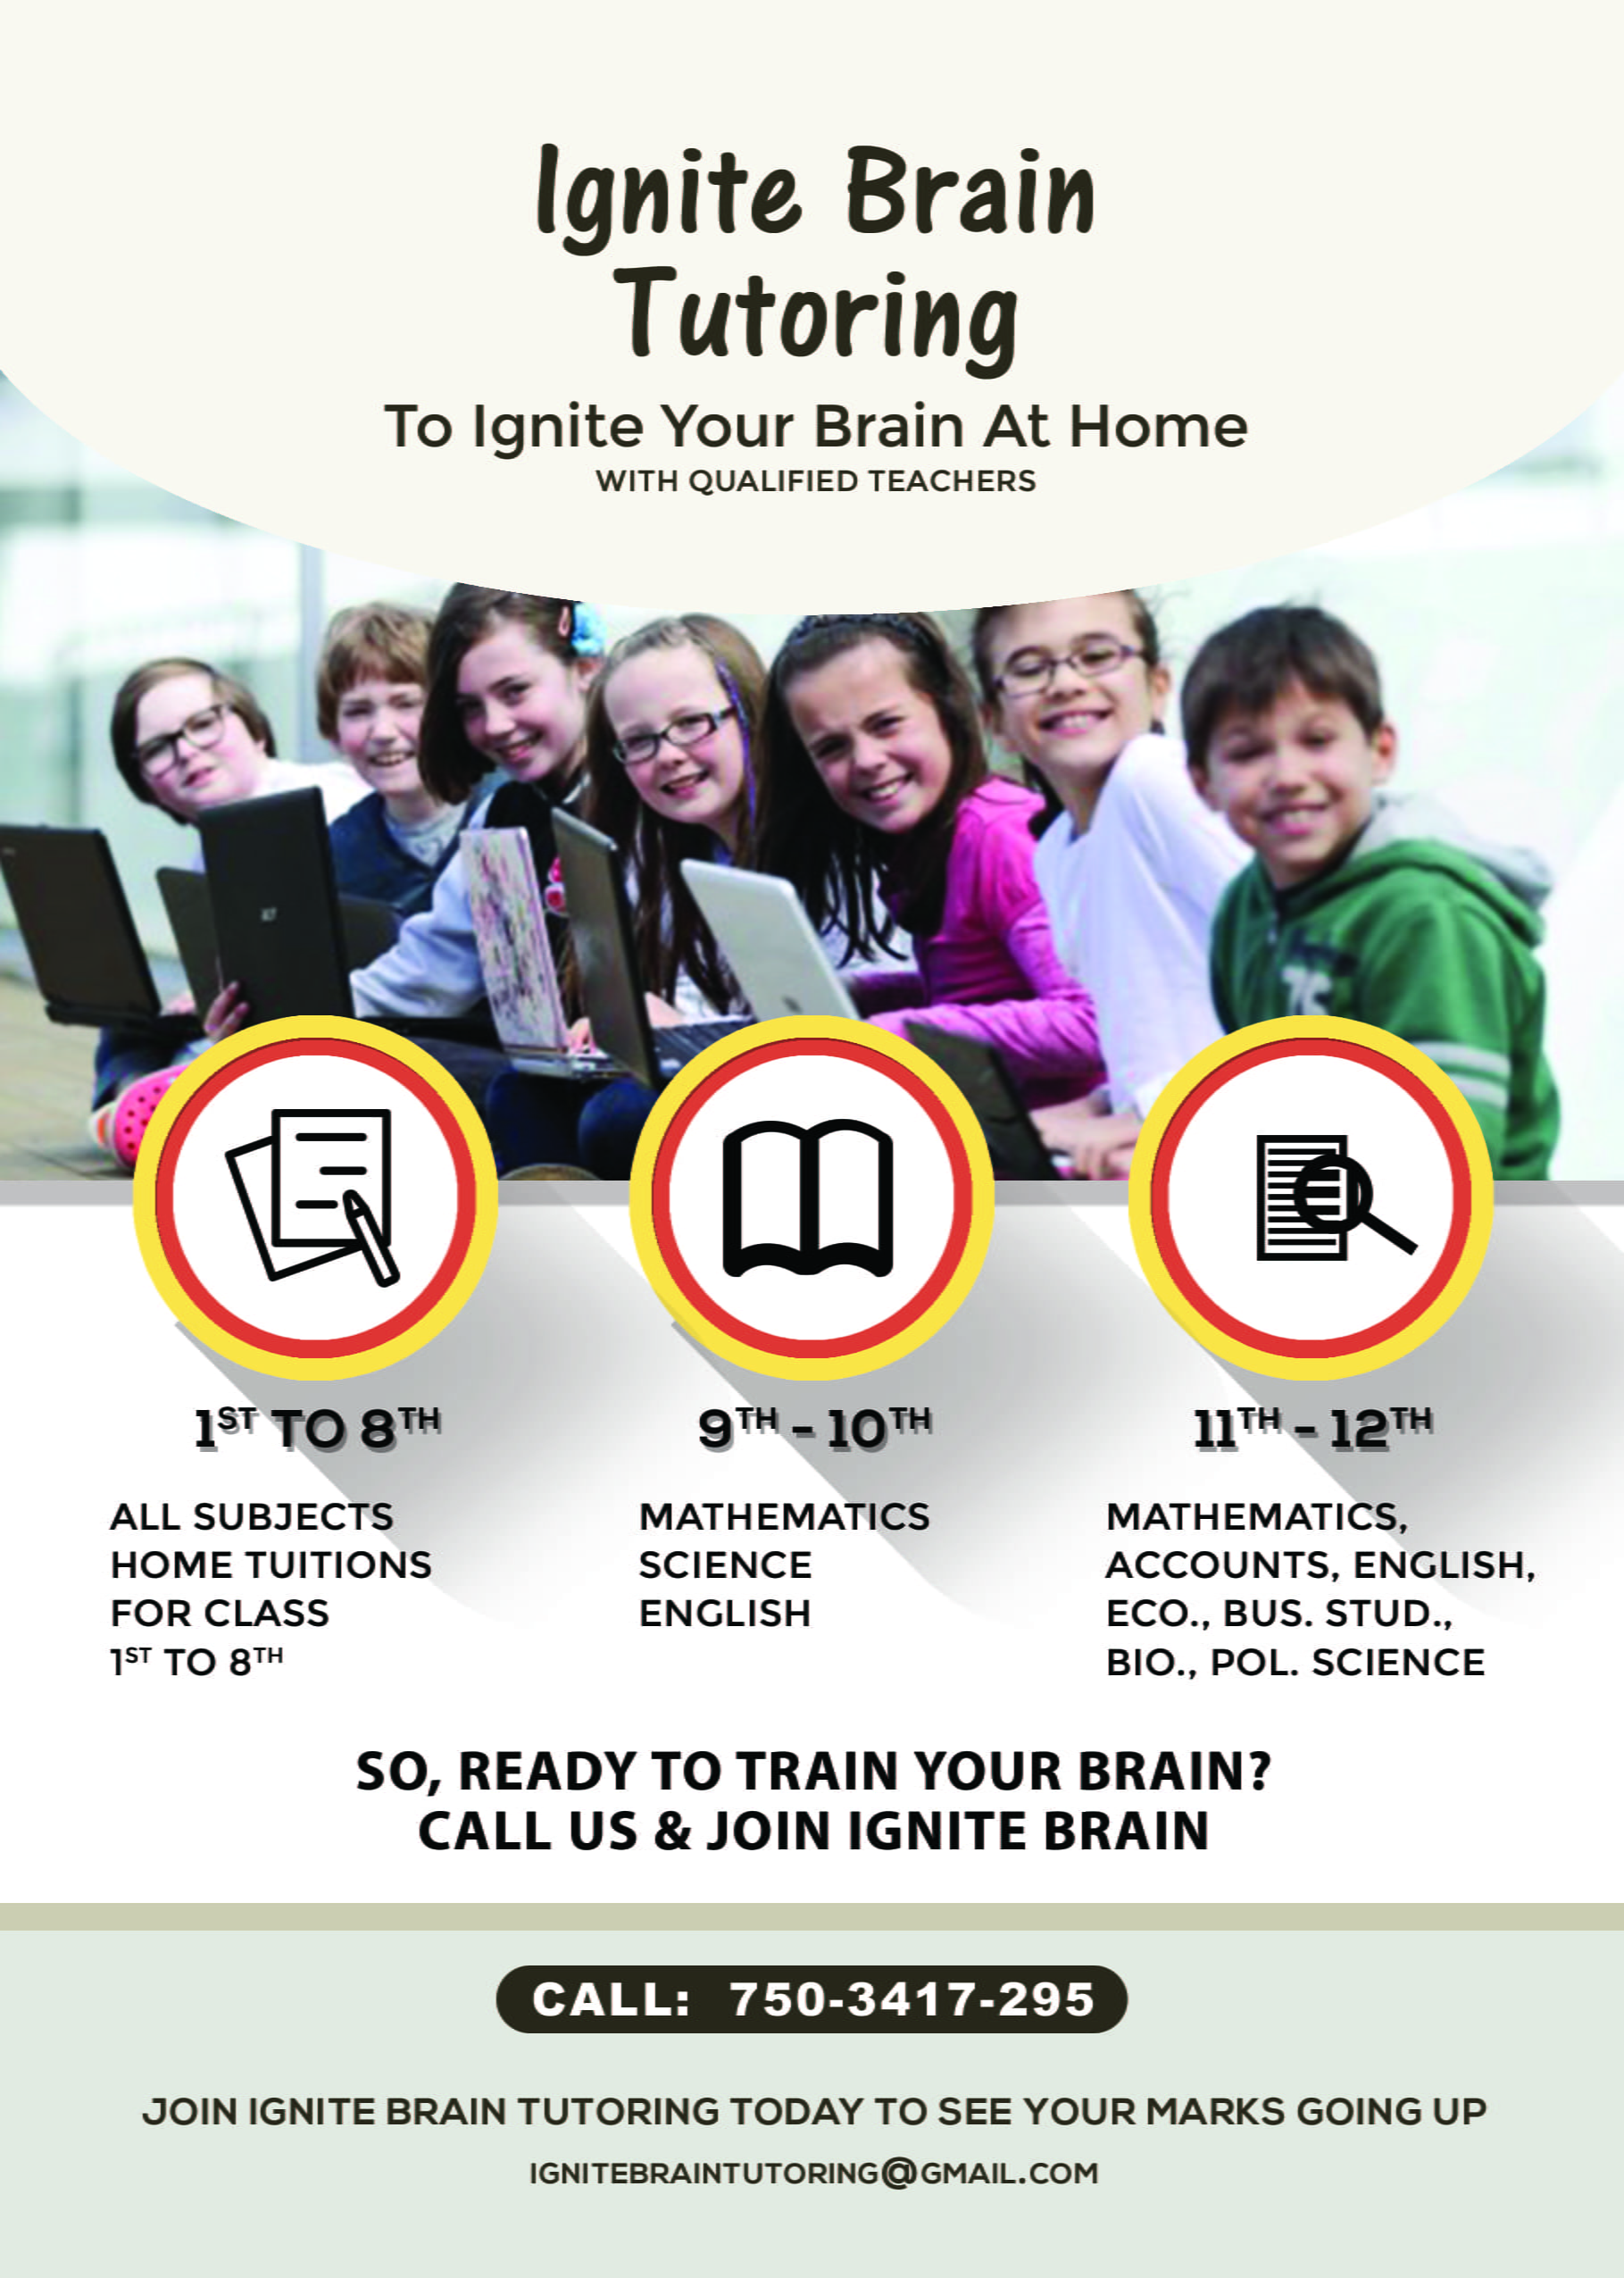 Ignite Brain
Tutoring
To Ignite Your Brain At Home
WITH QUALIFIED TEACHERS
1ST TO 8TH
ALL SUBJECTS
HOME TUITIONS
FOR CLASS
1ST TO 8TH
9TH - 10TH
MATHEMATICS
SCIENCE
ENGLISH
11TH - 12TH
MATHEMATICS,
ACCOUNTS, ENGLISH,
ECO., BUS. STUD.,
BIO., POL. SCIENCE
SO, READY TO TRAIN YOUR BRAIN?
CALL US & JOIN IGNITE BRAIN
CALL: 750-3417-295
JOIN IGNITE BRAIN TUTORING TODAY TO SEE YOUR MARKS GOING UP
IGNITEBRAINTUTORING@GMAIL.COM